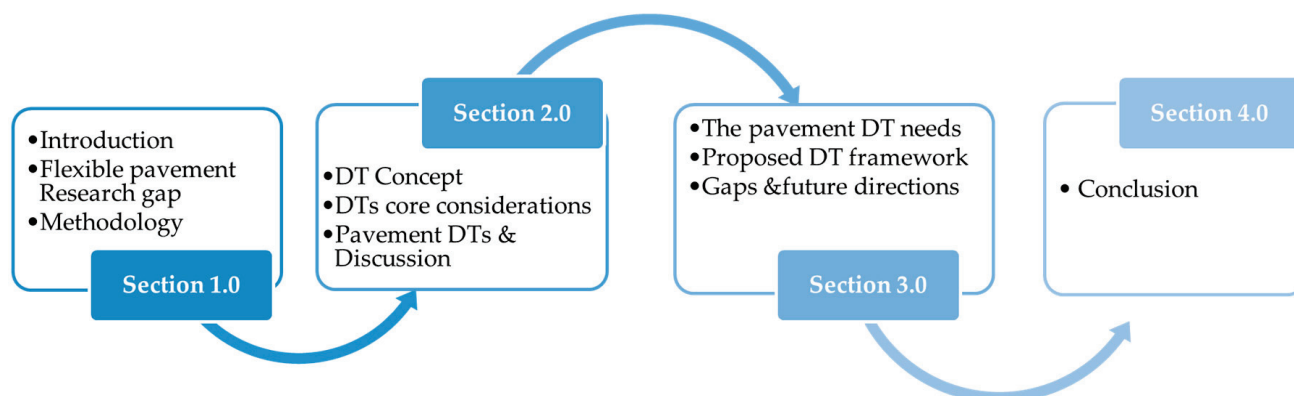 Section 1.0
•Introduction
•Flexible pavement
Research gap
•Methodology
Section 2.0
•DT Concept
•DTs core considerations
•Pavement DTs &
Discussion
•The pavement DT needs
•Proposed DT framework
•Gaps &future directions
Section 3.0
Section 4.0
• Conclusion